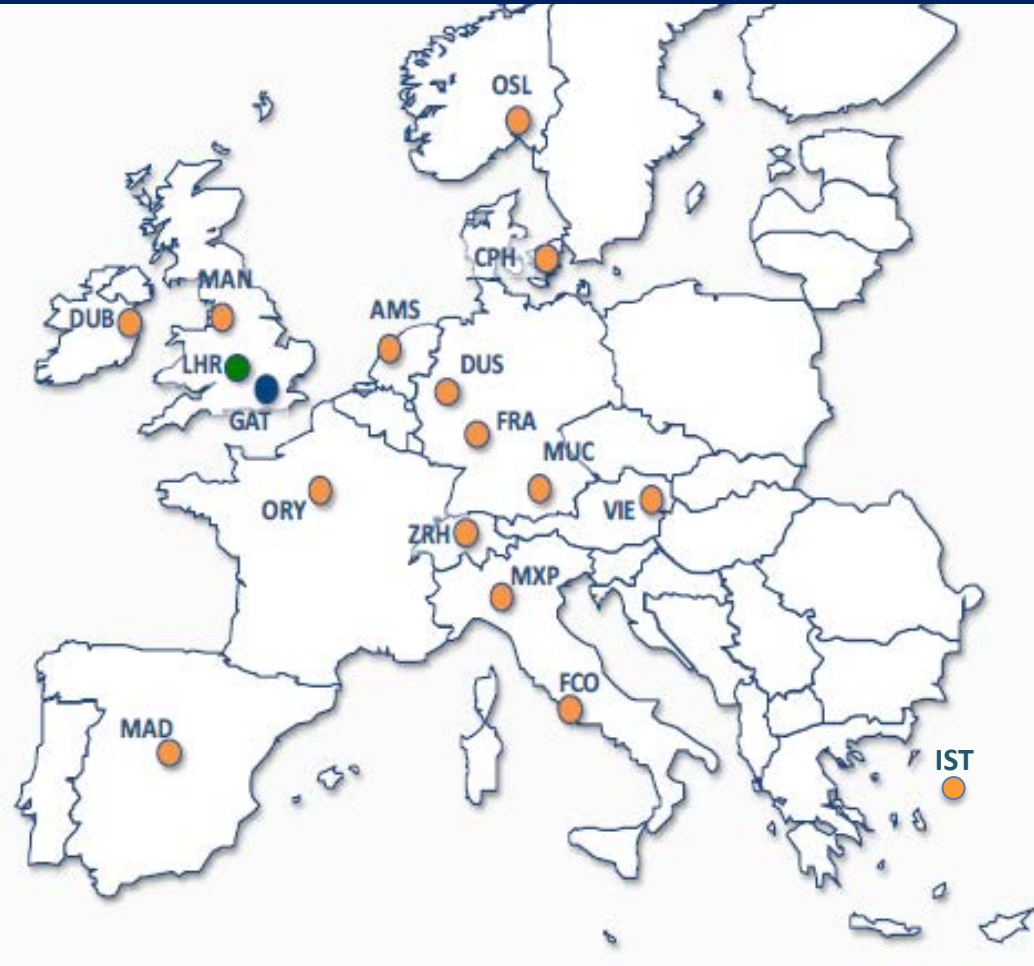 OSL
CPH
MAN
DUB
AMS
LHR
DUS
GAT
FRA
MUC
ORY
VIE
ZRH
MXP
FCO
MAD
IST